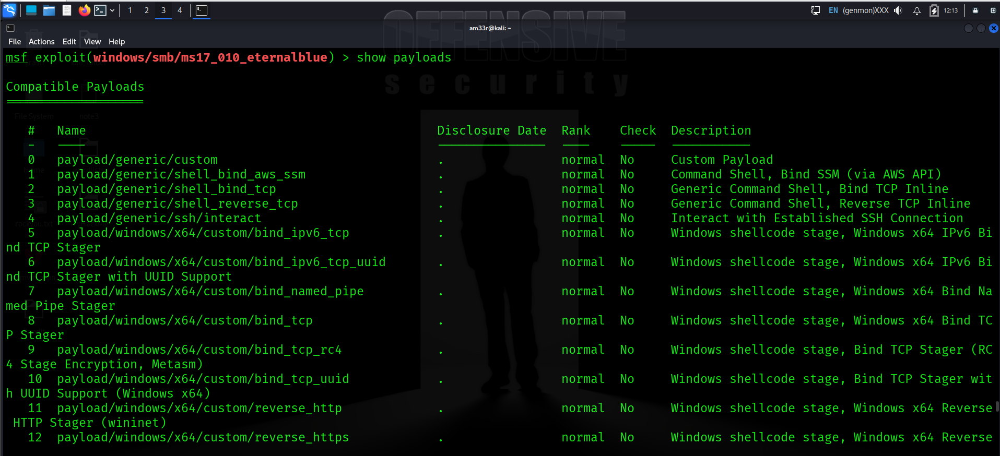 1 2 3 4 EN (genmon)XXX 12:13
OFFENSIVE
security
am33r@kali: ~
File Actions Edit View Help
msf exploit(windows/smb/ms17_010_eternalblue) > show payloads
Compatible Payloads
====================
File System note3
# Name Disclosure Date Rank Check Description
- ---- --------------- ---- ----- -----------
0 payload/generic/custom . normal No Custom Payload
Home
1 payload/generic/shell_bind_aws_ssm . normal No Command Shell, Bind SSM (via AWS API)
2 payload/generic/shell_bind_tcp . normal No Generic Command Shell, Bind TCP Inline
3 payload/generic/shell_reverse_tcp . normal No Generic Command Shell, Reverse TCP Inline
4 payload/generic/ssh/interact . normal No Interact with Established SSH Connection
5 payload/windows/x64/custom/bind_ipv6_tcp . normal No Windows shellcode stage, Windows x64 IPv6 Bi
nd TCP Stager
6 payload/windows/x64/custom/bind_ipv6_tcp_uuid . normal No Windows shellcode stage, Windows x64 IPv6 Bi
nd TCP Stager with UUID Support
7 payload/windows/x64/custom/bind_named_pipe . normal No Windows shellcode stage, Windows x64 Bind Na
med Pipe Stager
8 payload/windows/x64/custom/bind_tcp . normal No Windows shellcode stage, Windows x64 Bind TC
P Stager
9 payload/windows/x64/custom/bind_tcp_rc4 . normal No Windows shellcode stage, Bind TCP Stager (RC
4 Stage Encryption, Metasm)
10 payload/windows/x64/custom/bind_tcp_uuid . normal No Windows shellcode stage, Bind TCP Stager wit
h UUID Support (Windows x64)
11 payload/windows/x64/custom/reverse_http . normal No Windows shellcode stage, Windows x64 Reverse
HTTP Stager (wininet)
12 payload/windows/x64/custom/reverse_https . normal No Windows shellcode stage, Windows x64 Reverse